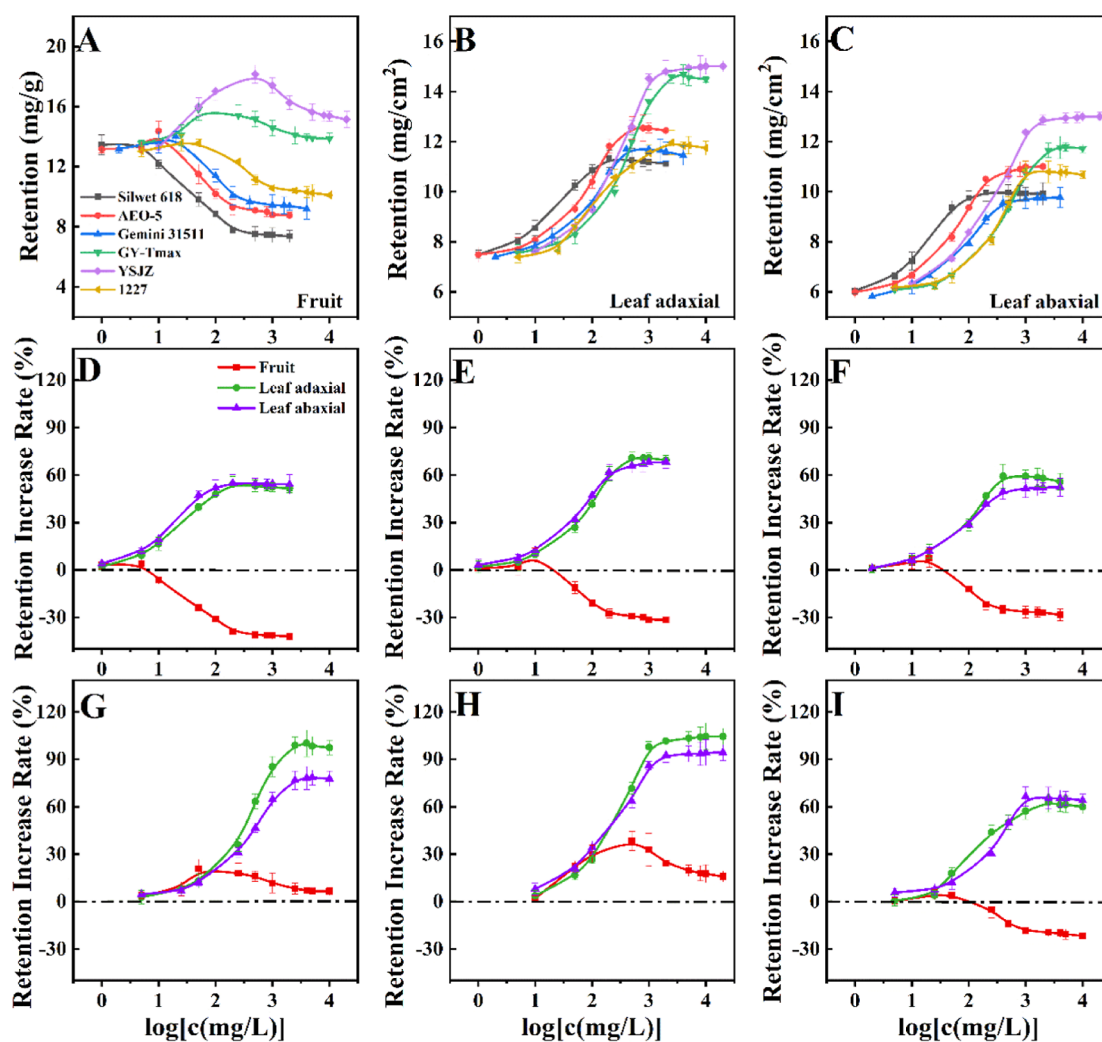 A
Retention (mg/g)
20
16
12
8
4
Silwet 618
AEO-5
Gemini 31511
GY-Tmax
YSJZ
1227
Fruit
0 1 2 3 4
B
Retention (mg/cm²)
16
14
12
10
8
6
Leaf adaxial
0 1 2 3 4
C
Retention (mg/cm²)
16
14
12
10
8
6
Leaf abaxial
0 1 2 3 4
D
Retention Increase Rate (%)
120
90
60
30
0
-30
Fruit
Leaf adaxial
Leaf abaxial
0 1 2 3 4
E
Retention Increase Rate (%)
120
90
60
30
0
-30
0 1 2 3 4
F
Retention Increase Rate (%)
120
90
60
30
0
-30
0 1 2 3 4
G
Retention Increase Rate (%)
120
90
60
30
0
-30
0 1 2 3 4
log[c(mg/L)]
H
Retention Increase Rate (%)
120
90
60
30
0
-30
0 1 2 3 4
log[c(mg/L)]
I
Retention Increase Rate (%)
120
90
60
30
0
-30
0 1 2 3 4
log[c(mg/L)]